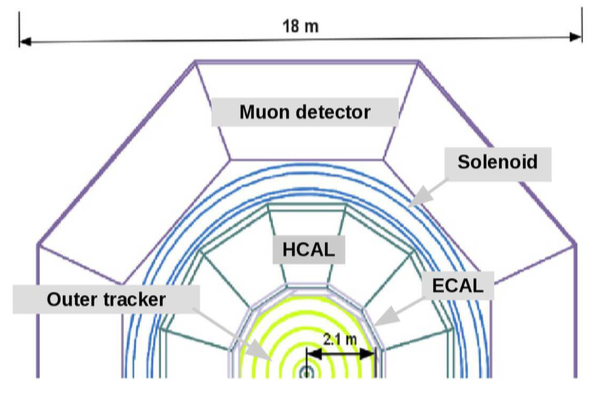 18 m
Muon detector
Solenoid
HCAL
ECAL
Outer tracker
2.1 m